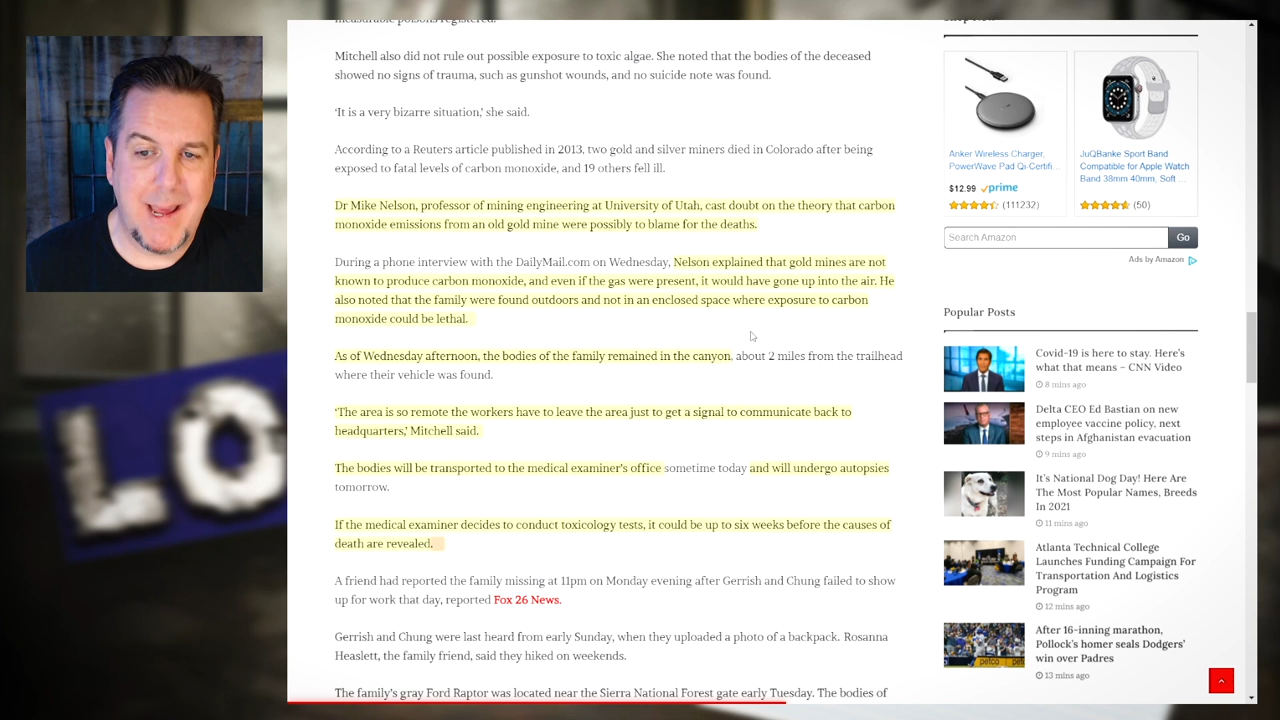 measurable poisons registered.
Mitchell also did not rule out possible exposure to toxic algae. She noted that the bodies of the deceased
showed no signs of trauma, such as gunshot wounds, and no suicide note was found.
‘It is a very bizarre situation,’ she said.
According to a Reuters article published in 2013, two gold and silver miners died in Colorado after being
exposed to fatal levels of carbon monoxide, and 19 others fell ill.
Dr Mike Nelson, professor of mining engineering at University of Utah, cast doubt on the theory that carbon
monoxide emissions from an old gold mine were possibly to blame for the deaths.
During a phone interview with the DailyMail.com on Wednesday, Nelson explained that gold mines are not
known to produce carbon monoxide, and even if the gas were present, it would have gone up into the air. He
also noted that the family were found outdoors and not in an enclosed space where exposure to carbon
monoxide could be lethal.
As of Wednesday afternoon, the bodies of the family remained in the canyon, about 2 miles from the trailhead
where their vehicle was found.
‘The area is so remote the workers have to leave the area just to get a signal to communicate back to
headquarters,’ Mitchell said.
The bodies will be transported to the medical examiner’s office sometime today and will undergo autopsies
tomorrow.
If the medical examiner decides to conduct toxicology tests, it could be up to six weeks before the causes of
death are revealed.
A friend had reported the family missing at 11pm on Monday evening after Gerrish and Chung failed to show
up for work that day, reported Fox 26 News.
Gerrish and Chung were last heard from early Sunday, when they uploaded a photo of a backpack. Rosanna
Heaslett, the family friend, said they hiked on weekends.
The family’s gray Ford Raptor was located near the Sierra National Forest gate early Tuesday. The bodies of
Shop Now
Anker Wireless Charger,
PowerWave Pad Qi-Certifi...
$12.99 prime
(111232)
JuQBanke Sport Band
Compatible for Apple Watch
Band 38mm 40mm, Soft ...
(50)
Search Amazon
Go
Ads by Amazon
Popular Posts
Covid-19 is here to stay. Here’s
what that means – CNN Video
8 mins ago
Delta CEO Ed Bastian on new
employee vaccine policy, next
steps in Afghanistan evacuation
9 mins ago
It’s National Dog Day! Here Are
The Most Popular Names, Breeds
In 2021
11 mins ago
Atlanta Technical College
Launches Funding Campaign For
Transportation And Logistics
Program
12 mins ago
After 16-inning marathon,
Pollock’s homer seals Dodgers’
win over Padres
13 mins ago